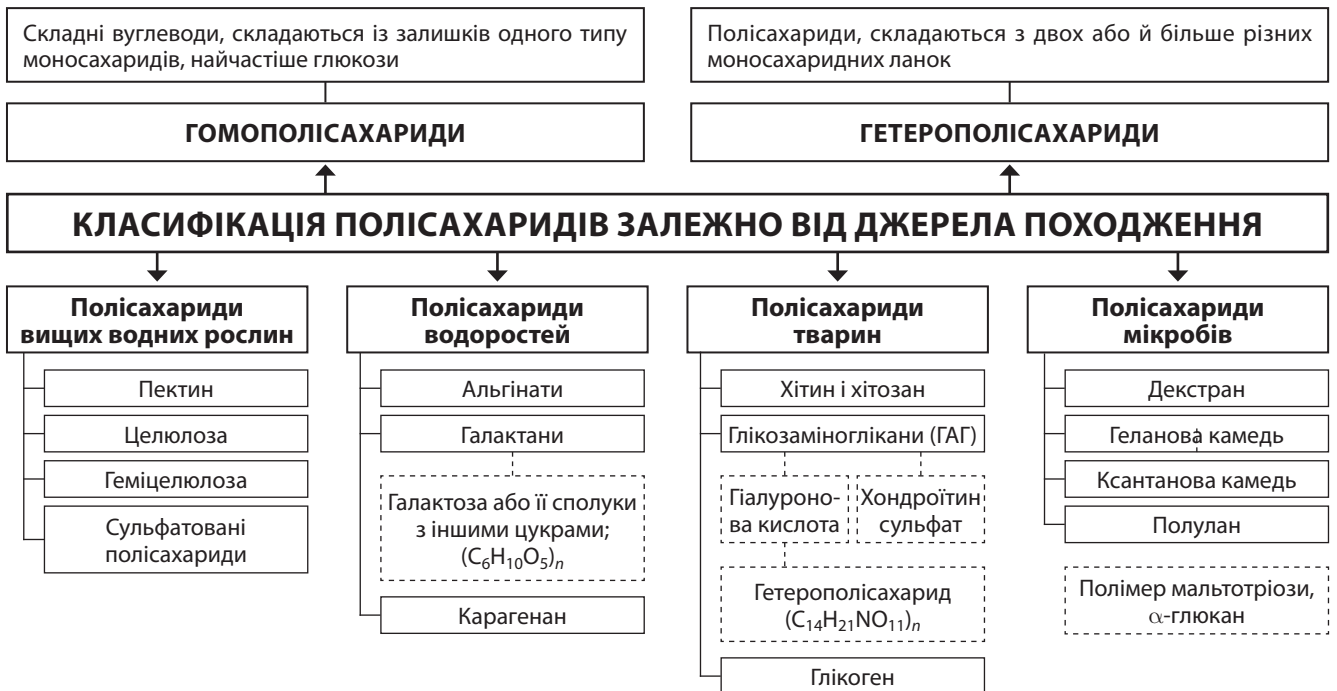 Складні вуглеводи, складаються із залишків одного типу
моносахаридів, найчастіше глюкози
Полісахариди, складаються з двох або й більше різних
моносахаридних ланок
ГОМОПОЛІСАХАРИДИ
ГЕТЕРОПОЛІСАХАРИДИ
КЛАСИФІКАЦІЯ ПОЛІСАХАРИДІВ ЗАЛЕЖНО ВІД ДЖЕРЕЛА ПОХОДЖЕННЯ
Полісахариди
вищих водних рослин
Пектин
Целюлоза
Геміцелюлоза
Сульфатовані
полісахариди
Полісахариди
водоростей
Альгінати
Галактани
Галактоза або її сполуки
з іншими цукрами;
(C₆H₁₀O₅)ₙ
Карагенан
Полісахариди
тварин
Хітин і хітозан
Глікозаміноглікани (ГАГ)
Гіалуроно-
ва кислота
Хондроїтин
сульфат
Гетерополісахарид
(C₁₄H₂₁NO₁₁)ₙ
Глікоген
Полісахариди
мікробів
Декстран
Геланова камедь
Ксантанова камедь
Полулан
Полімер мальтотріози,
α-глюкан